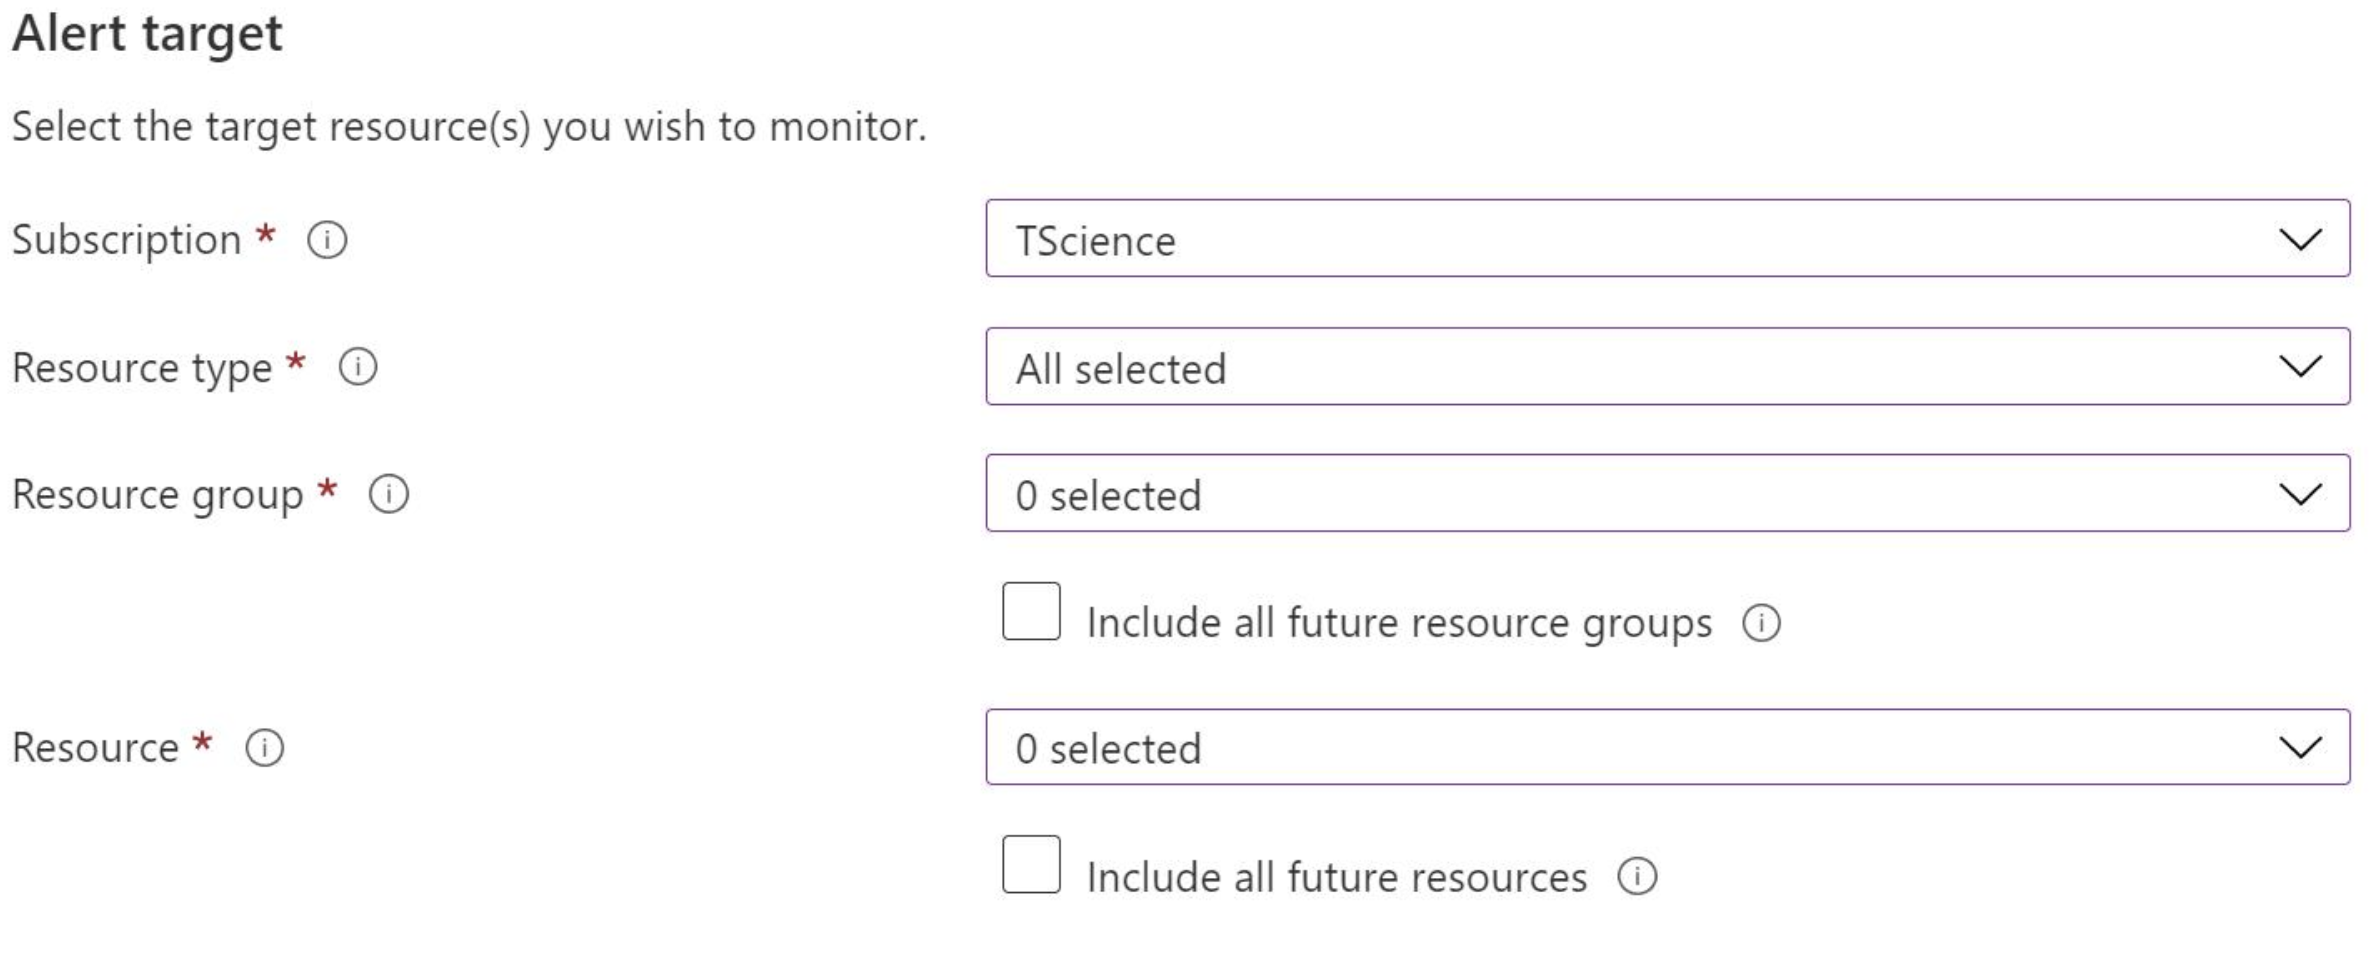 Alert target
Select the target resource(s) you wish to monitor.
Subscription * TScience
Resource type * All selected
Resource group * 0 selected
Include all future resource groups
Resource * 0 selected
Include all future resources